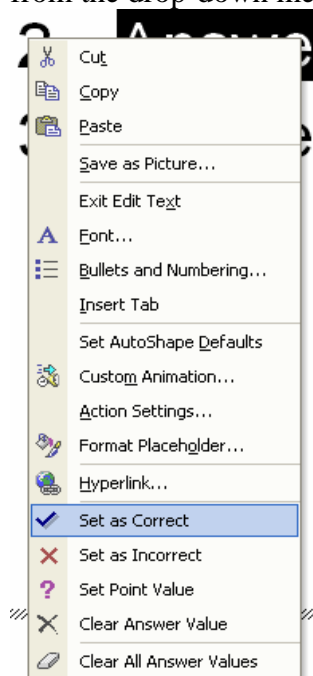 from the drop-down me
2 Answe
Cut
Copy
Paste
Save as Picture...
Exit Edit Text
Font...
Bullets and Numbering...
Insert Tab
Set AutoShape Defaults
Custom Animation...
Action Settings...
Format Placeholder...
Hyperlink...
Set as Correct
Set as Incorrect
Set Point Value
Clear Answer Value
Clear All Answer Values